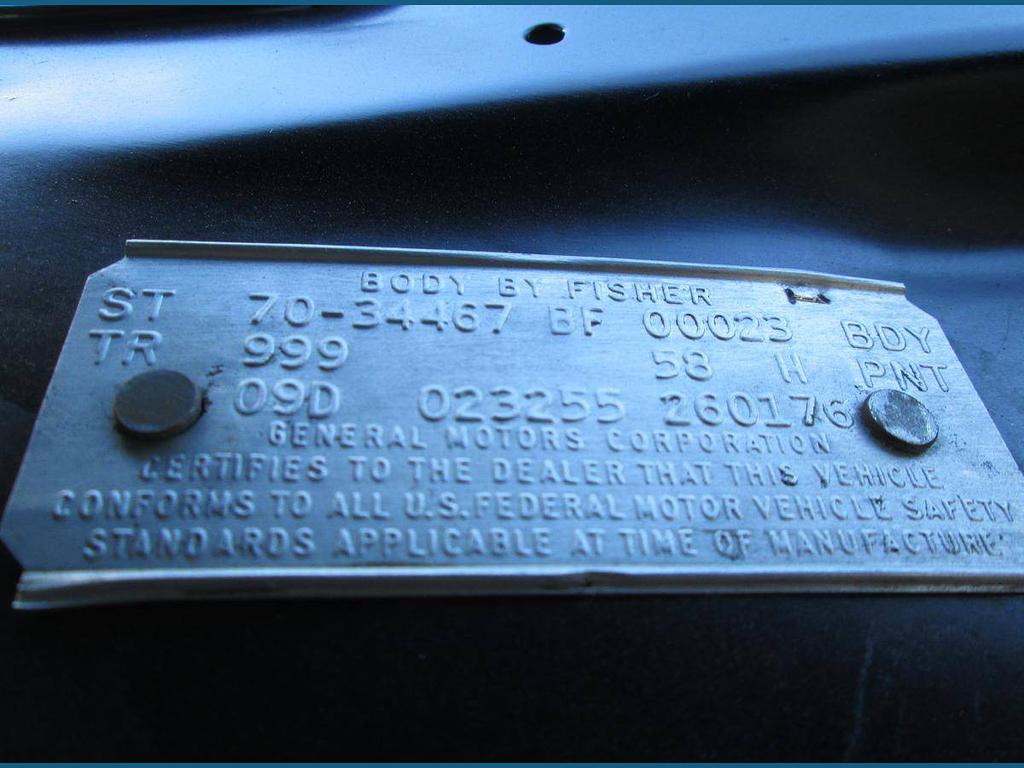 BODY BY FISHER
ST 70-34467 BF 00023 BDY
TR 999 58 H PNT
09D 023255 260176
GENERAL MOTORS CORPORATION
CERTIFIES TO THE DEALER THAT THIS VEHICLE
CONFORMS TO ALL U.S. FEDERAL MOTOR VEHICLE SAFETY
STANDARDS APPLICABLE AT TIME OF MANUFACTURE